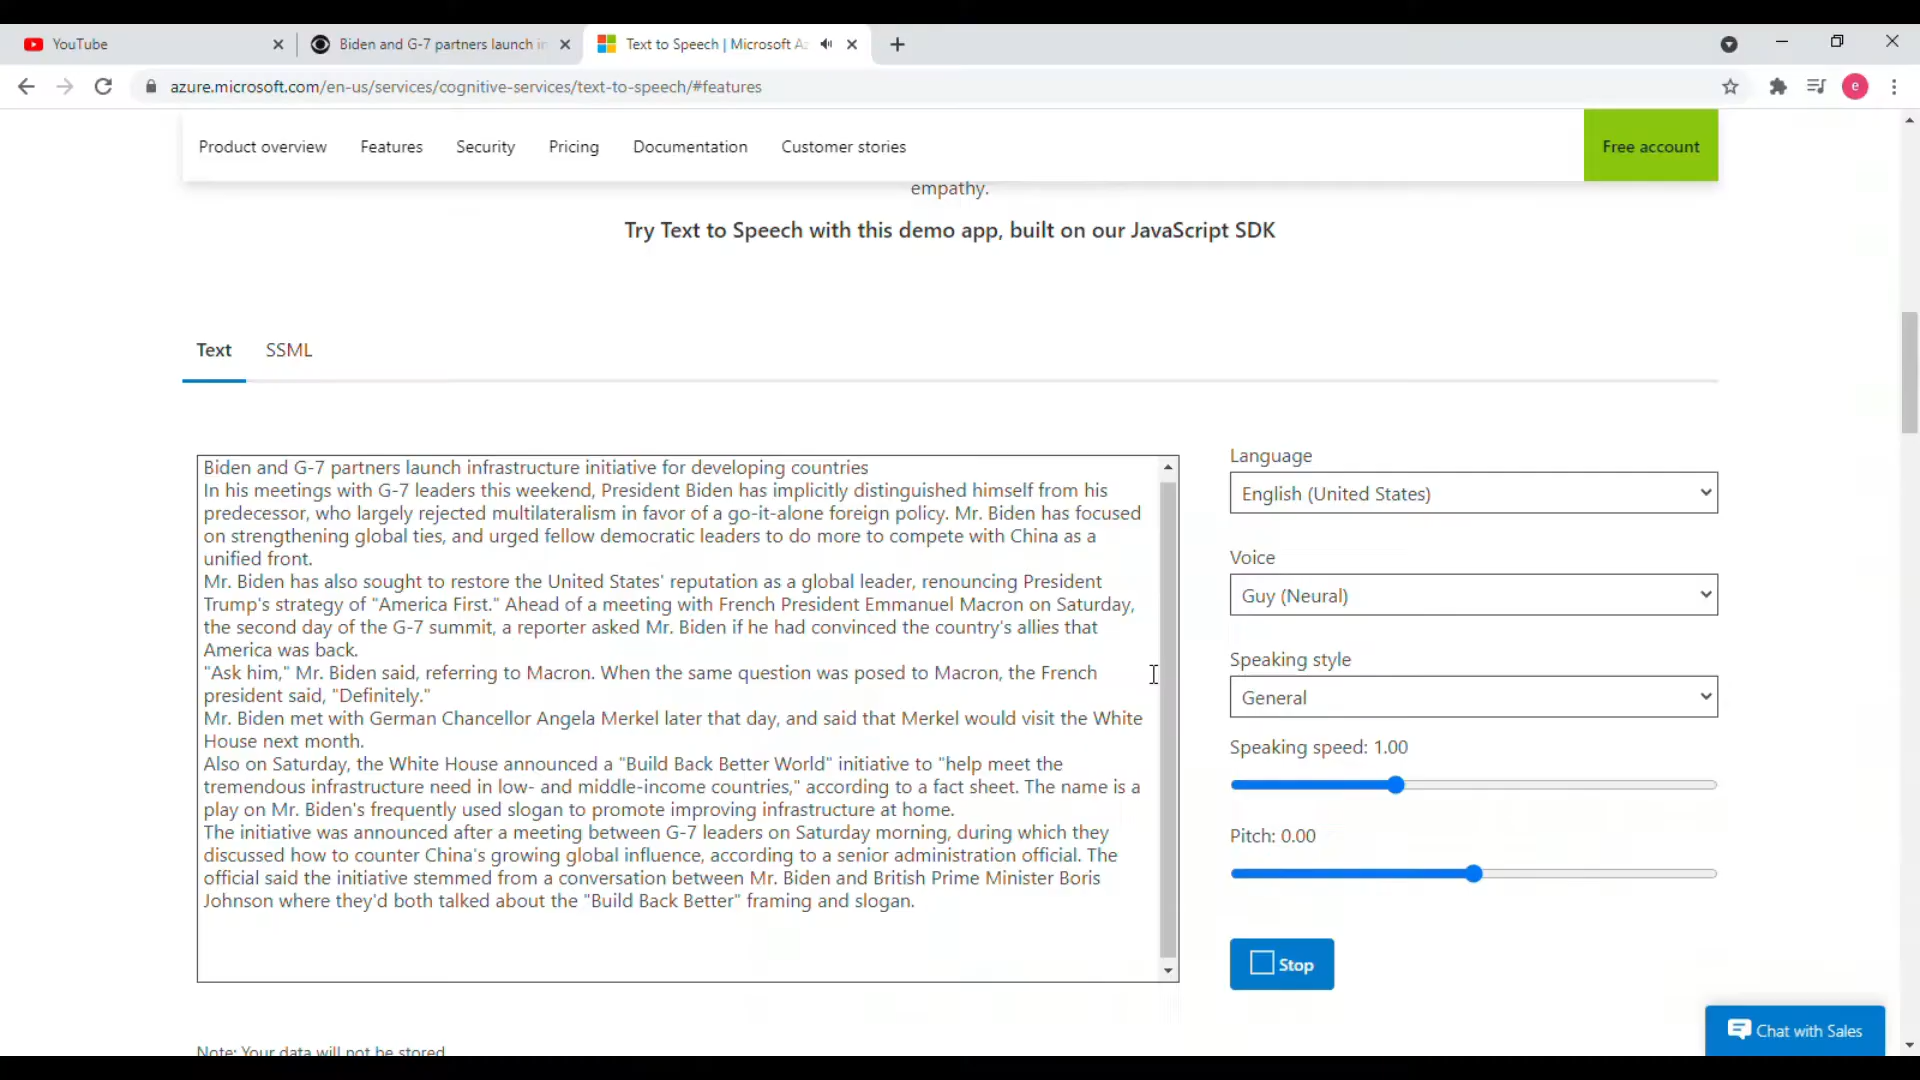 YouTube
Biden and G-7 partners launch in
Text to Speech | Microsoft Az
azure.microsoft.com/en-us/services/cognitive-services/text-to-speech/#features
e
Product overview
Features
Security
Pricing
Documentation
Customer stories
Free account
empathy.
Try Text to Speech with this demo app, built on our JavaScript SDK
Text
SSML
Biden and G-7 partners launch infrastructure initiative for developing countries
In his meetings with G-7 leaders this weekend, President Biden has implicitly distinguished himself from his
predecessor, who largely rejected multilateralism in favor of a go-it-alone foreign policy. Mr. Biden has focused
on strengthening global ties, and urged fellow democratic leaders to do more to compete with China as a
unified front.
Mr. Biden has also sought to restore the United States' reputation as a global leader, renouncing President
Trump's strategy of "America First." Ahead of a meeting with French President Emmanuel Macron on Saturday,
the second day of the G-7 summit, a reporter asked Mr. Biden if he had convinced the country's allies that
America was back.
"Ask him," Mr. Biden said, referring to Macron. When the same question was posed to Macron, the French
president said, "Definitely."
Mr. Biden met with German Chancellor Angela Merkel later that day, and said that Merkel would visit the White
House next month.
Also on Saturday, the White House announced a "Build Back Better World" initiative to "help meet the
tremendous infrastructure need in low- and middle-income countries," according to a fact sheet. The name is a
play on Mr. Biden's frequently used slogan to promote improving infrastructure at home.
The initiative was announced after a meeting between G-7 leaders on Saturday morning, during which they
discussed how to counter China's growing global influence, according to a senior administration official. The
official said the initiative stemmed from a conversation between Mr. Biden and British Prime Minister Boris
Johnson where they'd both talked about the "Build Back Better" framing and slogan.
Language
English (United States)
Voice
Guy (Neural)
Speaking style
General
Speaking speed: 1.00
Pitch: 0.00
Stop
Chat with Sales
Note: Your data will not be stored